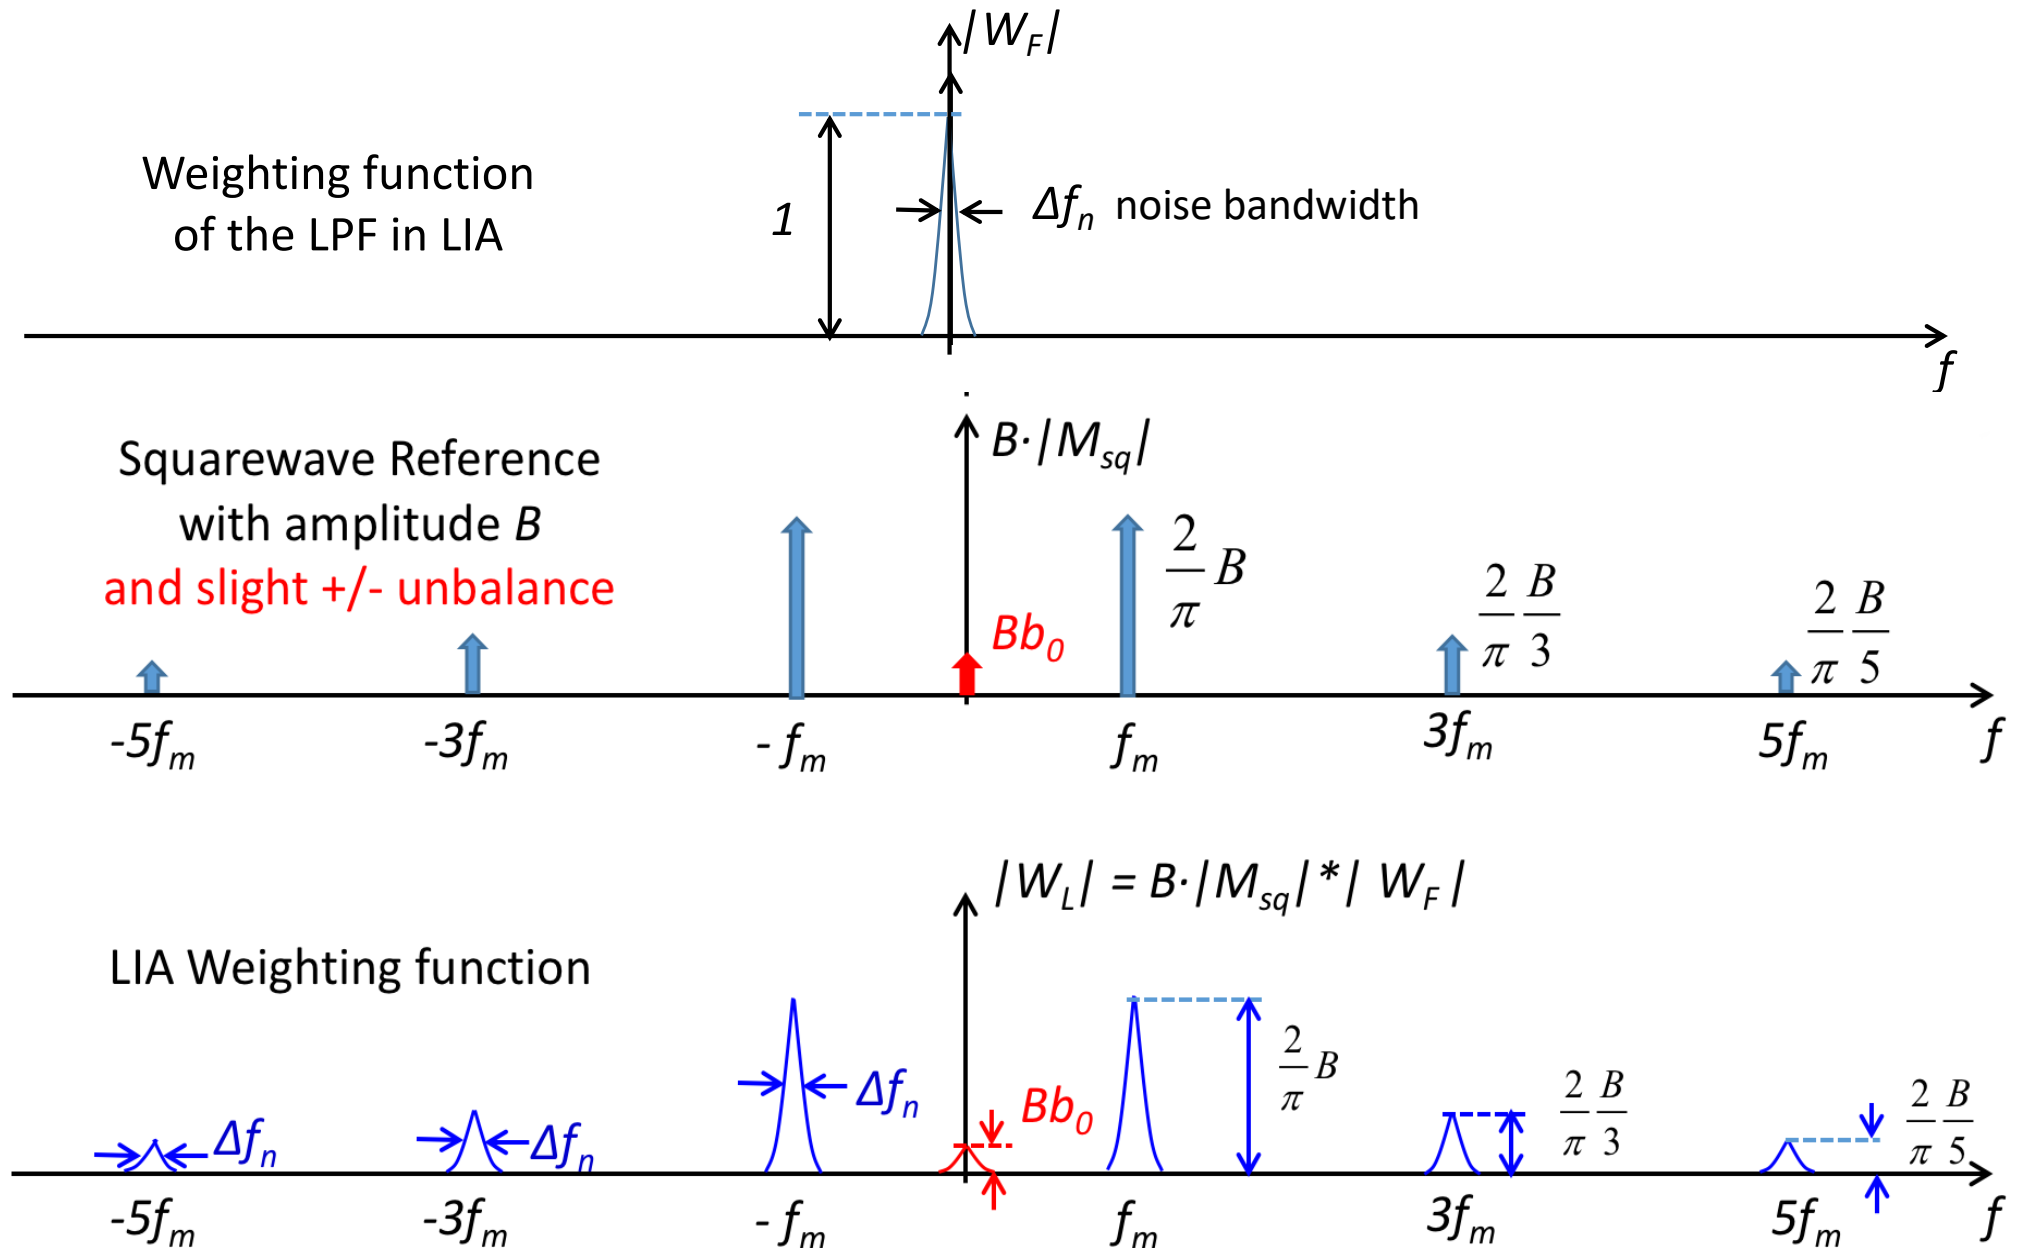 |W_F|
Weighting function
of the LPF in LIA
1
Δf_n noise bandwidth
f
B·|M_sq|
Squarewave Reference
with amplitude B
and slight +/- unbalance
Bb_0
2/π B
2/π B/3
2/π B/5
-5f_m
-3f_m
- f_m
f_m
3f_m
5f_m
f
|W_L| = B·|M_sq|*| W_F |
LIA Weighting function
Δf_n
Δf_n
Δf_n
Bb_0
2/π B
2/π B/3
2/π B/5
-5f_m
-3f_m
- f_m
f_m
3f_m
5f_m
f